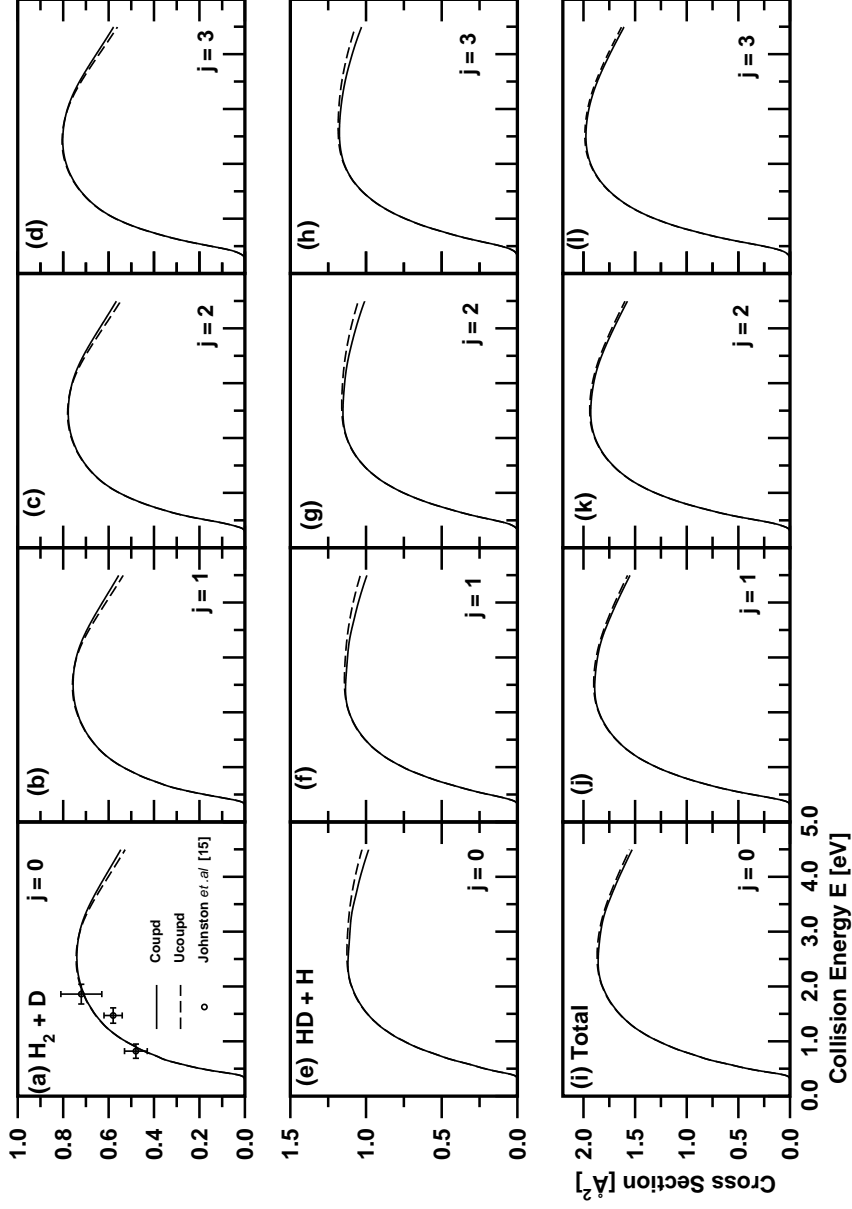 (a) H₂ + D
j = 0
Coupd
Ucoupd
Johnston et.al [15]
(b)
j = 1
(c)
j = 2
(d)
j = 3
1.0
0.8
0.6
0.4
0.2
0.0
(e) HD + H
j = 0
(f)
j = 1
(g)
j = 2
(h)
j = 3
1.5
1.0
0.5
0.0
(i) Total
j = 0
(j)
j = 1
(k)
j = 2
(l)
j = 3
2.0
1.5
1.0
0.5
0.0
Cross Section [Å²]
0.0 1.0 2.0 3.0 4.0 5.0
Collision Energy E [eV]